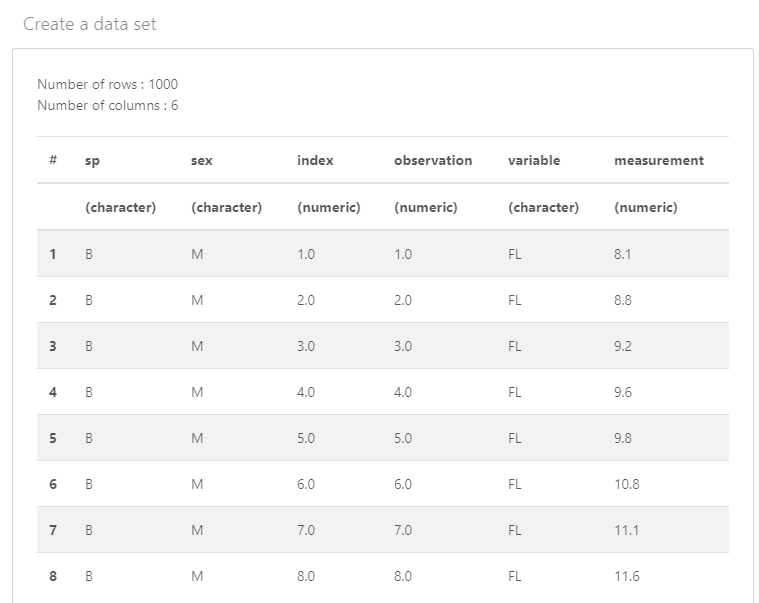 Create a data set
Number of rows : 1000
Number of columns : 6
# sp sex index observation variable measurement
(character) (character) (numeric) (numeric) (character) (numeric)
1 B M 1.0 1.0 FL 8.1
2 B M 2.0 2.0 FL 8.8
3 B M 3.0 3.0 FL 9.2
4 B M 4.0 4.0 FL 9.6
5 B M 5.0 5.0 FL 9.8
6 B M 6.0 6.0 FL 10.8
7 B M 7.0 7.0 FL 11.1
8 B M 8.0 8.0 FL 11.6